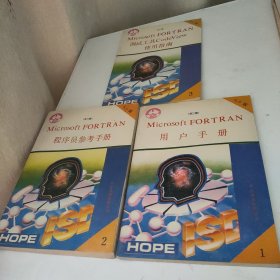 Microsoft FORTRAN
调试工具CodeView
使用指南
HOPE
ISI
3
Microsoft FORTRAN
程序员参考手册
HOPE
ISI
2
Microsoft FORTRAN
用户手册
HOPE
ISI
1